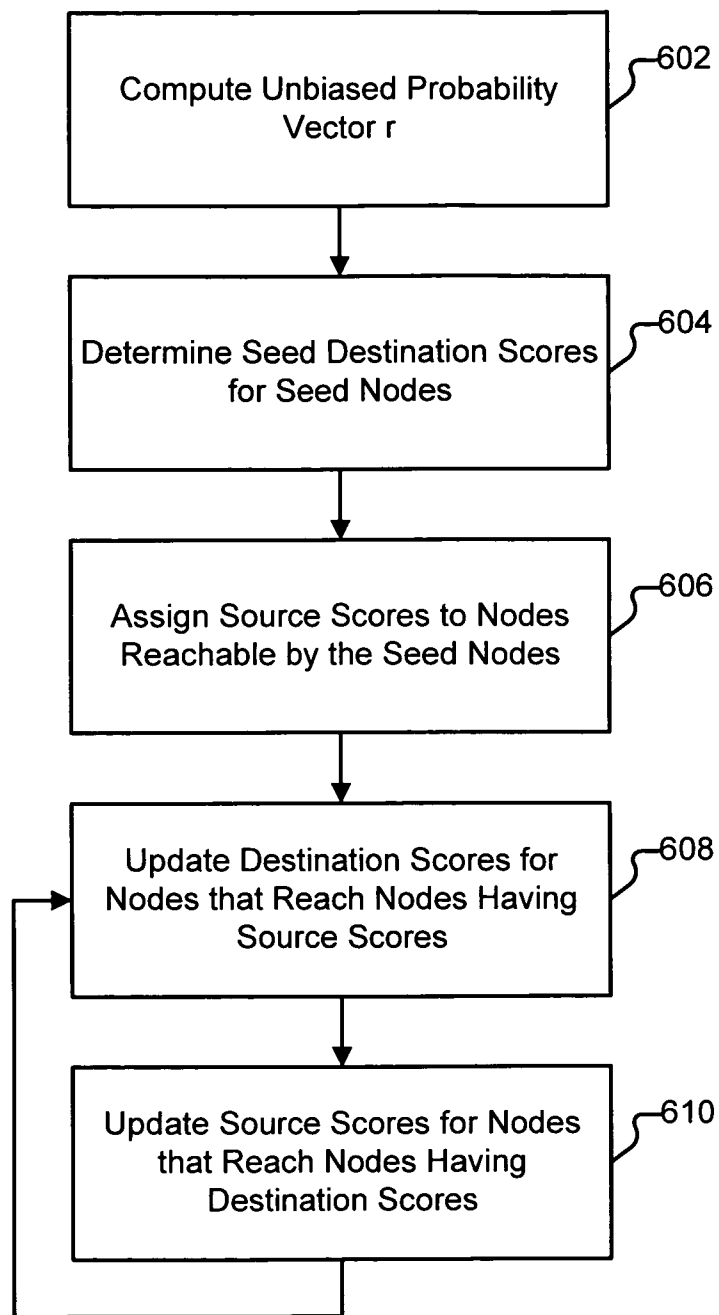 Compute Unbiased Probability
Vector r
602
Determine Seed Destination Scores
for Seed Nodes
604
Assign Source Scores to Nodes
Reachable by the Seed Nodes
606
Update Destination Scores for
Nodes that Reach Nodes Having
Source Scores
608
Update Source Scores for Nodes
that Reach Nodes Having
Destination Scores
610